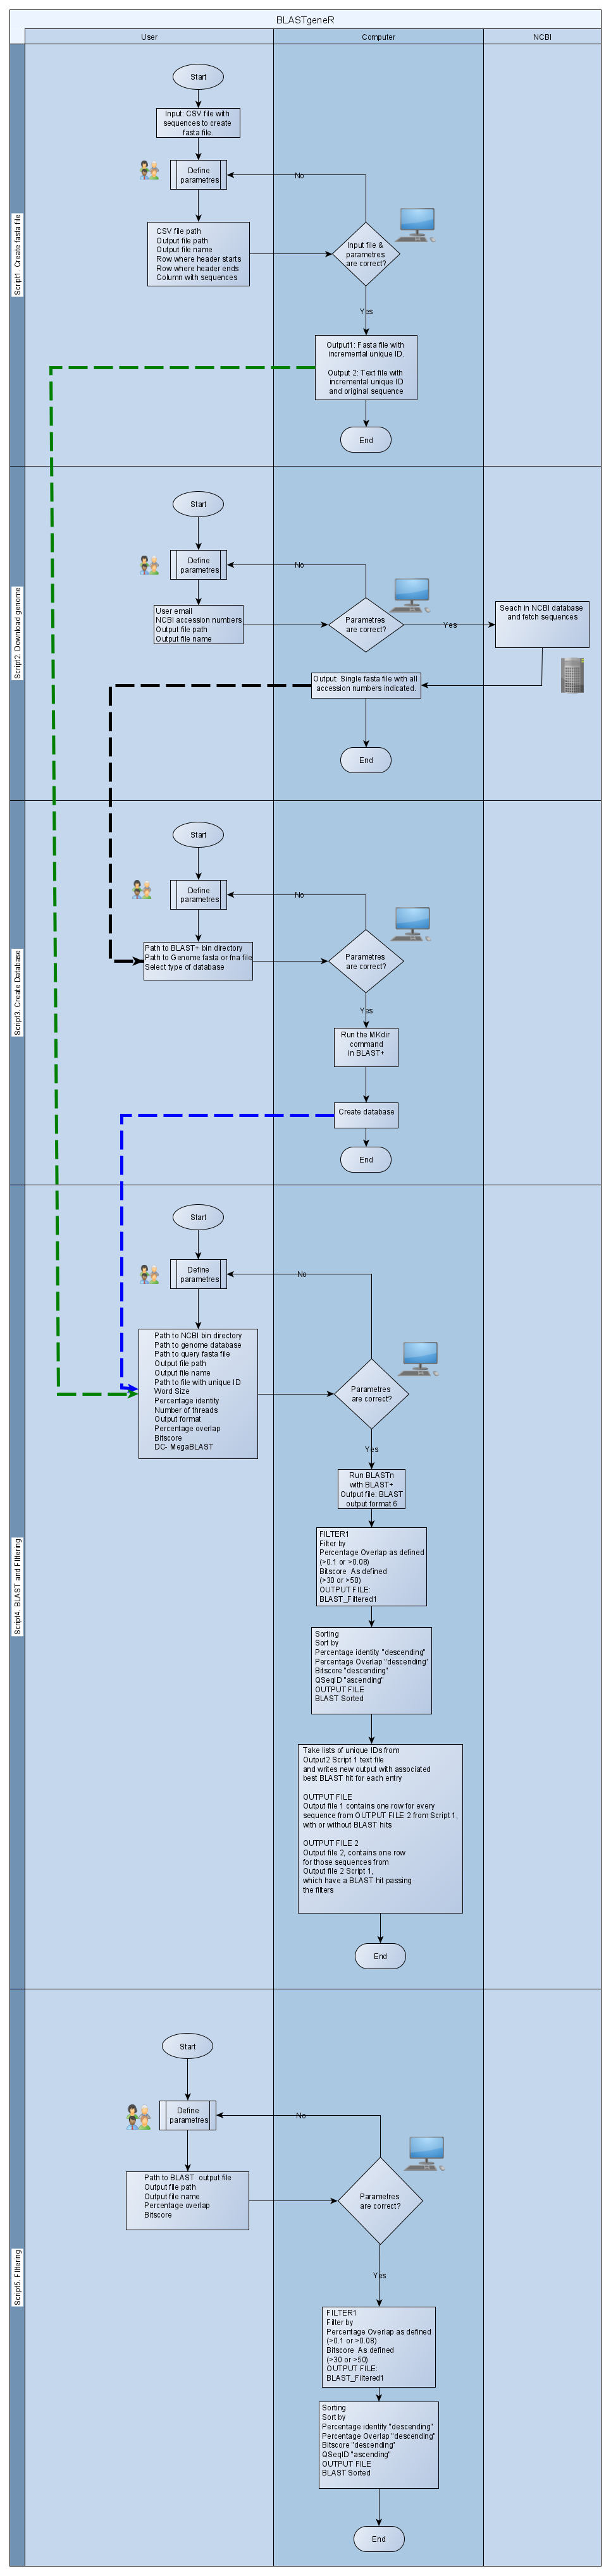 BLASTgeneR
User
Computer
NCBI
Script1. Create fasta file
Start
Input: CSV file with
sequences to create
fasta file.
Define
parametres
No
CSV file path
Output file path
Output file name
Row where header starts
Row where header ends
Column with sequences
Input file &
parametres
are correct?
Yes
Output1: Fasta file with
incremental unique ID.
Output 2: Text file with
incremental unique ID
and original sequence
End
Script2. Download genome
Start
Define
parametres
No
User email
NCBI accession numbers
Output file path
Output file name
Parametres
are correct?
Yes
Seach in NCBI database
and fetch sequences
Output: Single fasta file with all
accession numbers indicated.
End
Script3. Create Database
Start
Define
parametres
No
Path to BLAST+ bin directory
Path to Genome fasta or fna file
Select type of database
Parametres
are correct?
Yes
Run the MKdir
command
in BLAST+
Create database
End
Script4. BLAST and Filtering
Start
Define
parametres
No
Path to NCBI bin directory
Path to genome database
Path to query fasta file
Output file path
Output file name
Path to file with unique ID
Word Size
Percentage identity
Number of threads
Output format
Percentage overlap
Bitscore
DC- MegaBLAST
Parametres
are correct?
Yes
Run BLASTn
with BLAST+
Output file: BLAST
output format 6
FILTER1
Filter by
Percentage Overlap as defined
(>0.1 or >0.08)
Bitscore As defined
(>30 or >50)
OUTPUT FILE:
BLAST_Filtered1
Sorting
Sort by
Percentage identity "descending"
Percentage Overlap "descending"
Bitscore "descending"
QSeqID "ascending"
OUTPUT FILE
BLAST Sorted
Take lists of unique IDs from
Output2 Script 1 text file
and writes new output with associated
best BLAST hit for each entry
OUTPUT FILE
Output file 1 contains one row for every
sequence from OUTPUT FILE 2 from Script 1,
with or without BLAST hits
OUTPUT FILE 2
Output file 2, contains one row
for those sequences from
Output file 2 Script 1,
which have a BLAST hit passing
the filters
End
Script5. Filtering
Start
Define
parametres
No
Path to BLAST output file
Output file path
Output file name
Percentage overlap
Bitscore
Parametres
are correct?
Yes
FILTER1
Filter by
Percentage Overlap as defined
(>0.1 or >0.08)
Bitscore As defined
(>30 or >50)
OUTPUT FILE:
BLAST_Filtered1
Sorting
Sort by
Percentage identity "descending"
Percentage Overlap "descending"
Bitscore "descending"
QSeqID "ascending"
OUTPUT FILE
BLAST Sorted
End